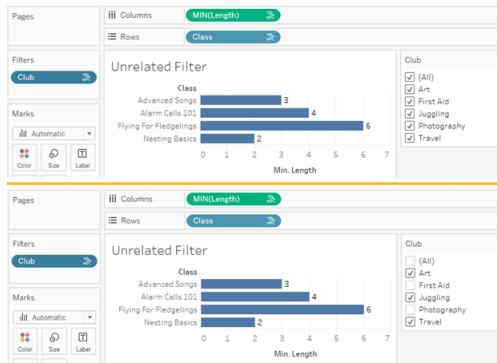 Pages
Columns
MIN(Length)
Rows
Class
Filters
Club
Unrelated Filter
Club
Class
(All)
Advanced Songs
3
Art
Marks
Alarm Calls 101
4
First Aid
Flying For Fledgelings
6
Juggling
Automatic
Nesting Basics
2
Photography
Travel
0 1 2 3 4 5 6 7
Color Size Label
Min. Length
Pages
Columns
MIN(Length)
Rows
Class
Filters
Club
Unrelated Filter
Club
Class
(All)
Advanced Songs
3
Art
Marks
Alarm Calls 101
4
First Aid
Flying For Fledgelings
6
Juggling
Automatic
Nesting Basics
2
Photography
Travel
0 1 2 3 4 5 6 7
Color Size Label
Min. Length